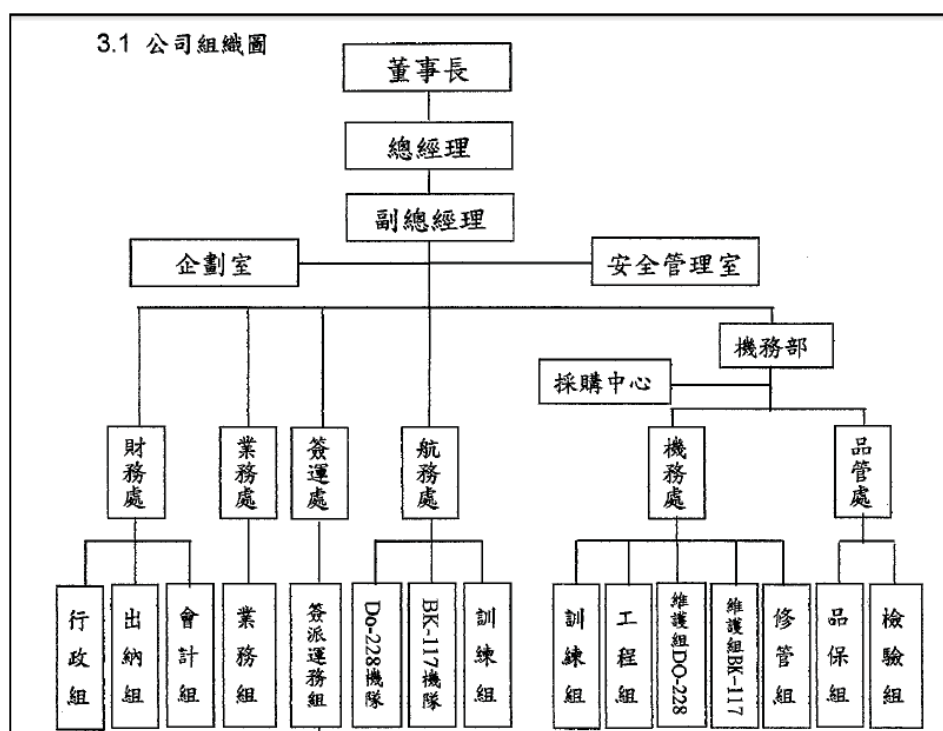 3.1 公司組織圖
董事長
總經理
副總經理
企劃室
安全管理室
機務部
採購中心
財務處
業務處
簽運處
航務處
機務處
品管處
行政組
出納組
會計組
業務組
簽派運務組
Do-228機隊
BK-117機隊
訓練組
訓練組
工程組
維護組DO-228
維護組BK-117
修管組
品保組
檢驗組